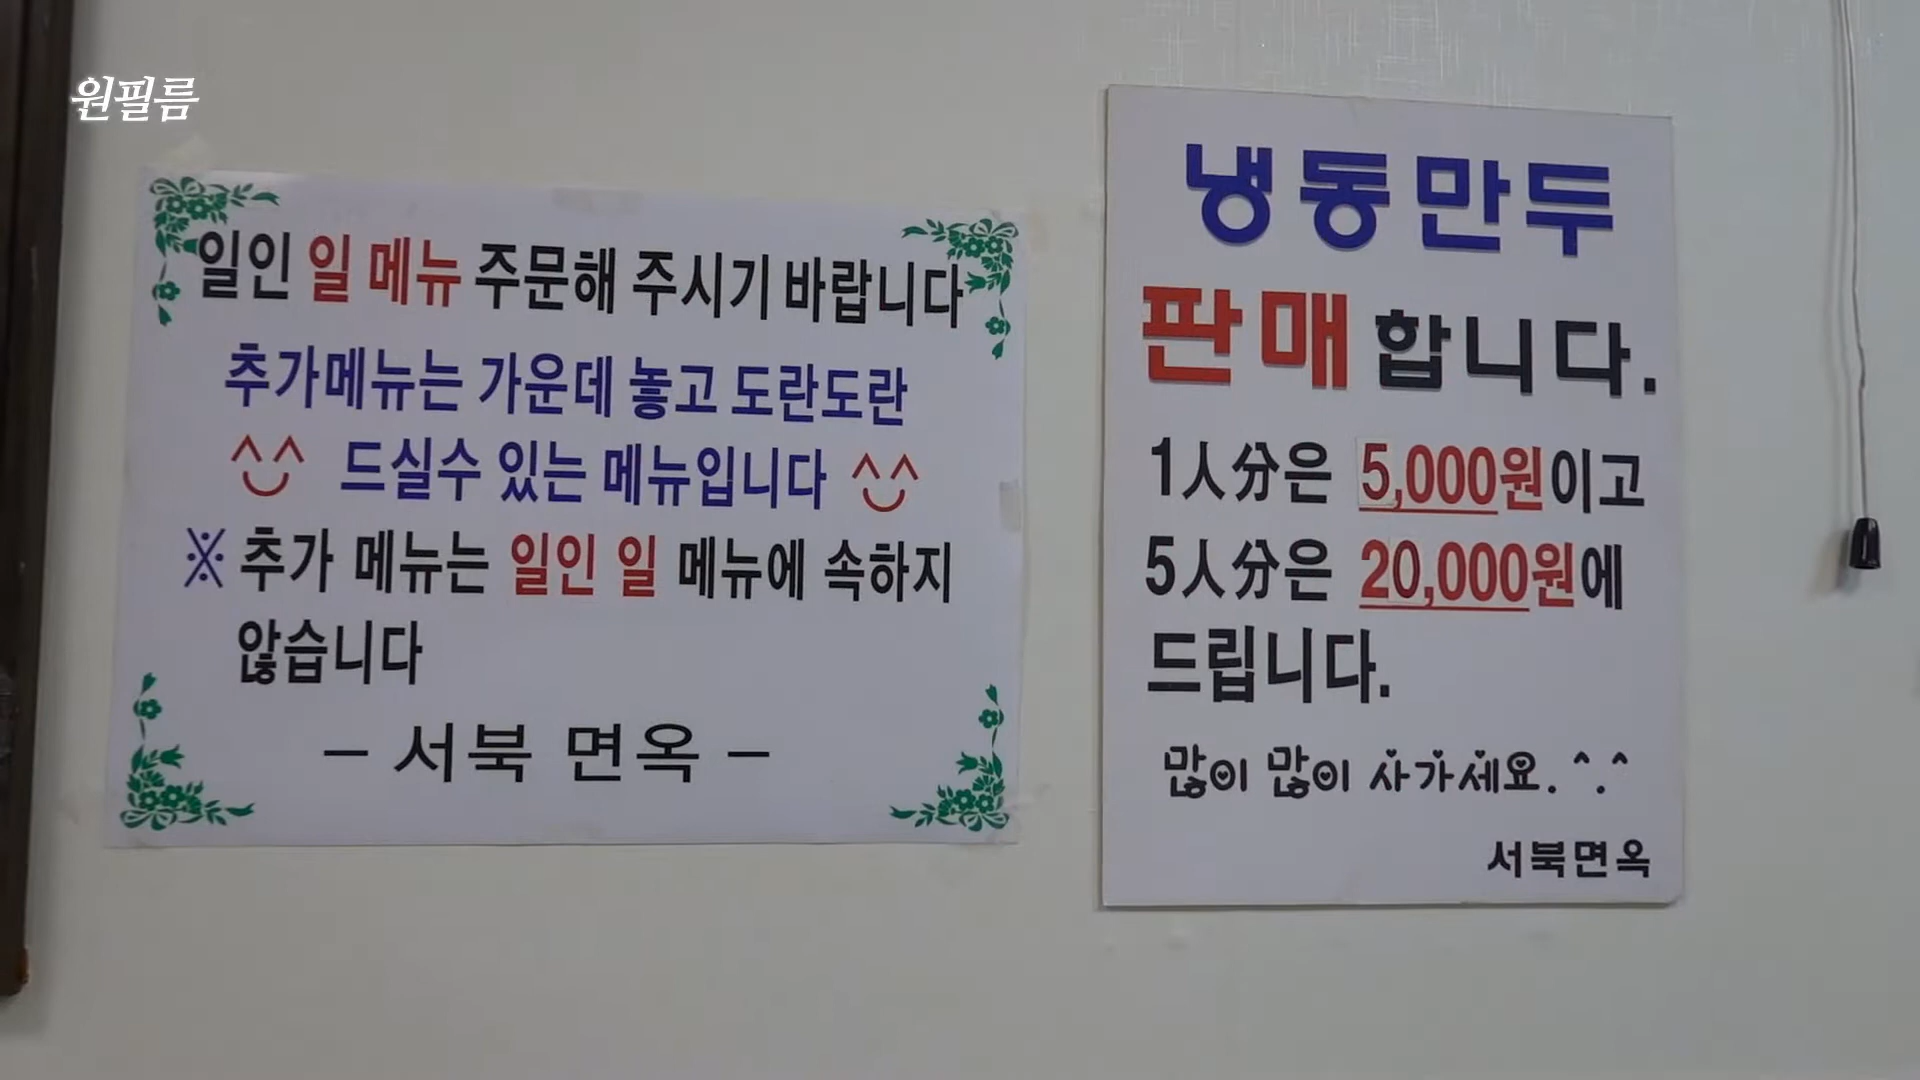 원필름
일인 일 메뉴 주문해 주시기 바랍니다
추가메뉴는 가운데 놓고 도란도란
^^ 드실수 있는 메뉴입니다 ^^
※ 추가 메뉴는 일인 일 메뉴에 속하지
않습니다
– 서북 면옥 –
냉동만두
판매 합니다.
1人分은 5,000원이고
5人分은 20,000원에
드립니다.
많이 많이 사가세요. ^.^
서북면옥